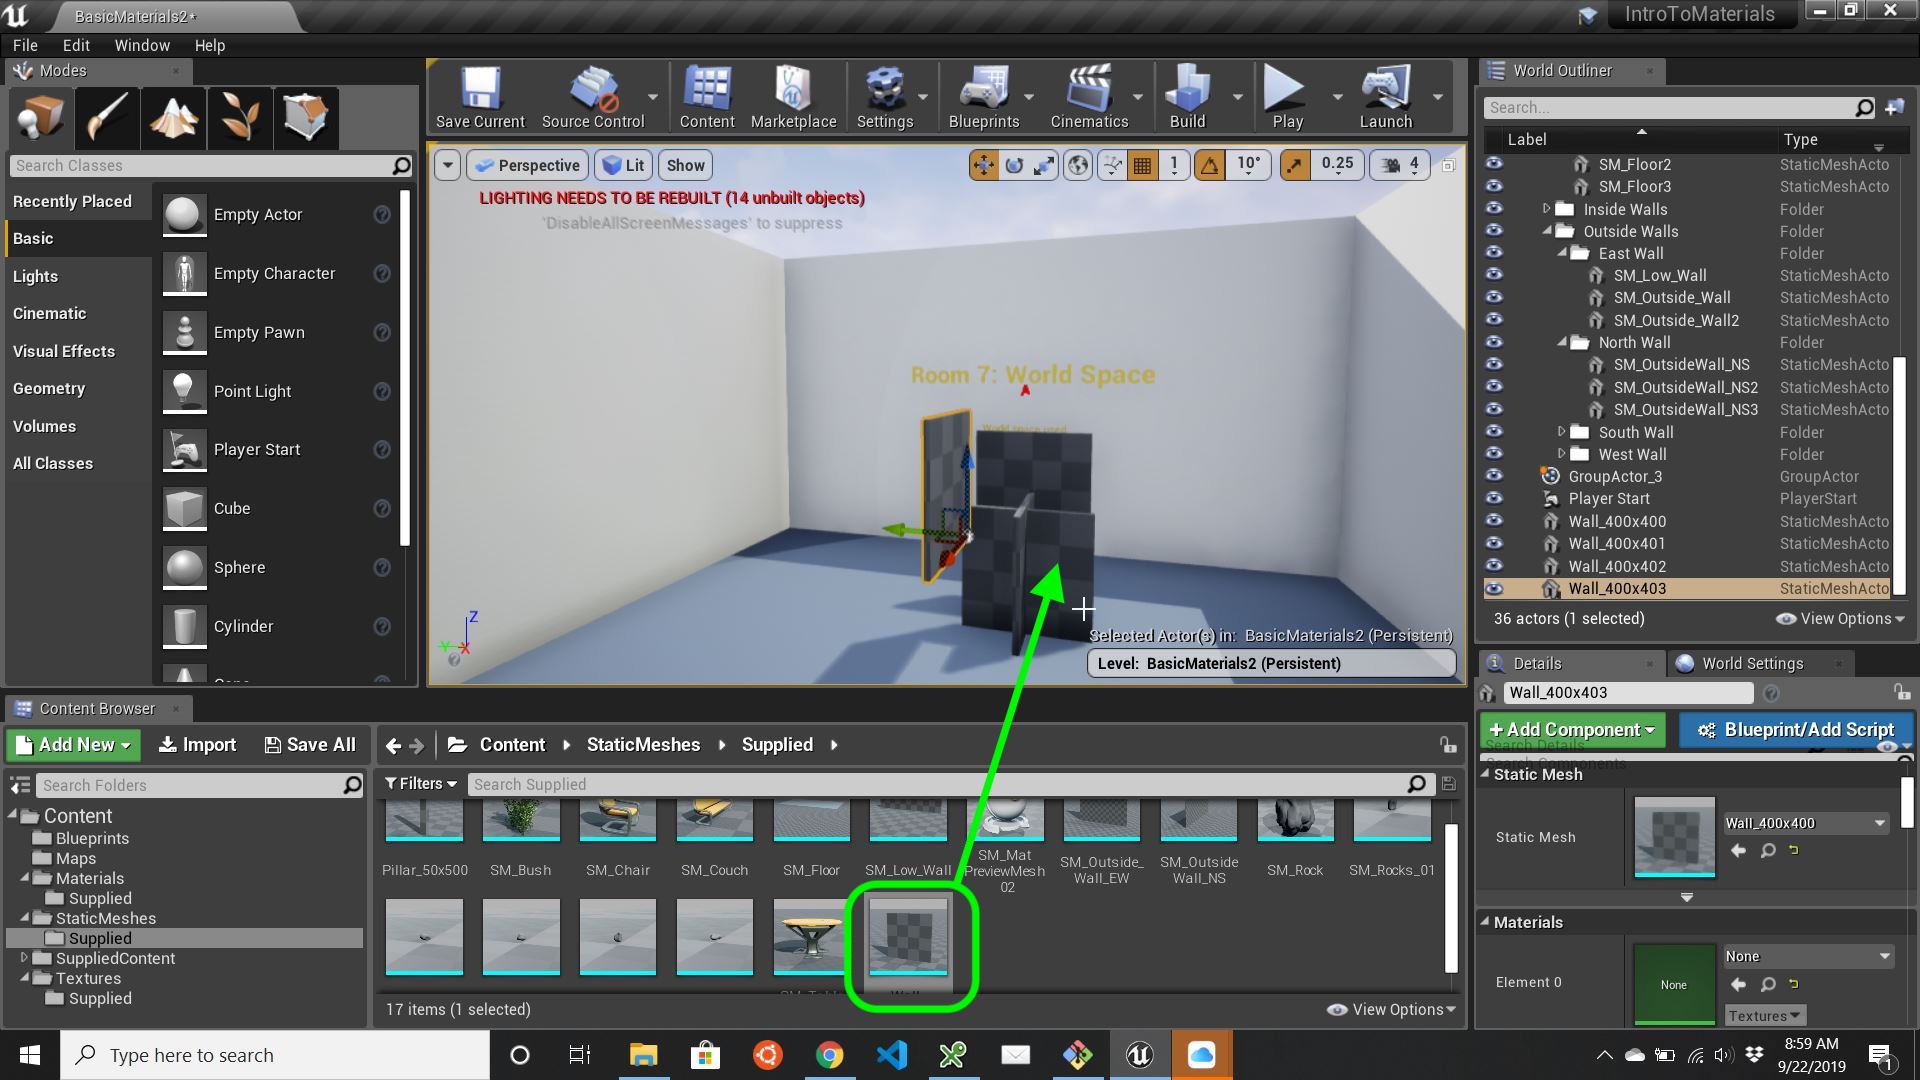 BasicMaterials2*
IntroToMaterials
File Edit Window Help
Modes
Search Classes
Recently Placed
Basic
Lights
Cinematic
Visual Effects
Geometry
Volumes
All Classes
Empty Actor
Empty Character
Empty Pawn
Point Light
Player Start
Cube
Sphere
Cylinder
Save Current
Source Control
Content
Marketplace
Settings
Blueprints
Cinematics
Build
Play
Launch
Perspective
Lit
Show
1
10°
0.25
4
LIGHTING NEEDS TO BE REBUILT (14 unbuilt objects)
'DisableAllScreenMessages' to suppress
Room 7: World Space
World space used
Z
Y
X
Selected Actor(s) in: BasicMaterials2 (Persistent)
Level: BasicMaterials2 (Persistent)
World Outliner
Search...
Label Type
SM_Floor2 StaticMeshActo
SM_Floor3 StaticMeshActo
Inside Walls Folder
Outside Walls Folder
East Wall Folder
SM_Low_Wall StaticMeshActo
SM_Outside_Wall StaticMeshActo
SM_Outside_Wall2 StaticMeshActo
North Wall Folder
SM_OutsideWall_NS StaticMeshActo
SM_OutsideWall_NS2 StaticMeshActo
SM_OutsideWall_NS3 StaticMeshActo
South Wall Folder
West Wall Folder
GroupActor_3 GroupActor
Player Start PlayerStart
Wall_400x400 StaticMeshActo
Wall_400x401 StaticMeshActo
Wall_400x402 StaticMeshActo
Wall_400x403 StaticMeshActo
36 actors (1 selected)
View Options
Details
World Settings
Wall_400x403
+Add Component
Blueprint/Add Script
Search Details
Search Components
Static Mesh
Static Mesh
Wall_400x400
Materials
Element 0
None
None
Textures
Content Browser
Add New
Import
Save All
Content
StaticMeshes
Supplied
Search Folders
Filters
Search Supplied
Content
Blueprints
Maps
Materials
Supplied
StaticMeshes
Supplied
SuppliedContent
Textures
Supplied
Pillar_50x500
SM_Bush
SM_Chair
SM_Couch
SM_Floor
SM_Low_Wall
SM_Mat
PreviewMesh
02
SM_Outside_
Wall_EW
SM_Outside
Wall_NS
SM_Rock
SM_Rocks_01
17 items (1 selected)
View Options
Type here to search
8:59 AM
9/22/2019
1